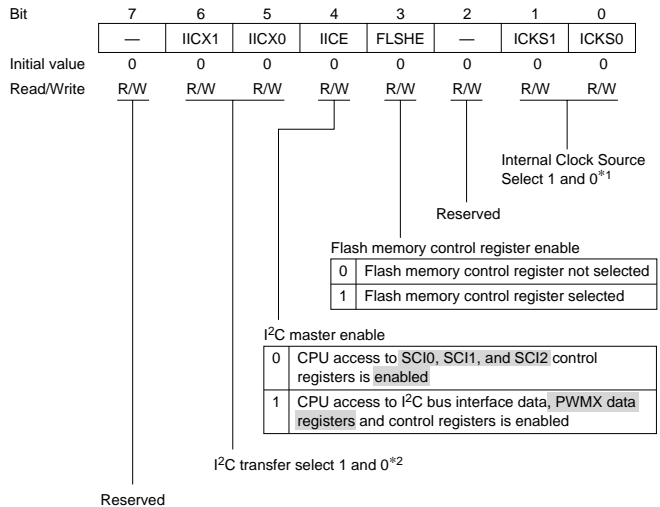 Bit 7 6 5 4 3 2 1 0
— IICX1 IICX0 IICE FLSHE — ICKS1 ICKS0
Initial value 0 0 0 0 0 0 0 0
Read/Write R/W R/W R/W R/W R/W R/W R/W R/W
Internal Clock Source
Select 1 and 0*1
Reserved
Flash memory control register enable
0 Flash memory control register not selected
1 Flash memory control register selected
I2C master enable
0 CPU access to SCI0, SCI1, and SCI2 control
registers is enabled
1 CPU access to I2C bus interface data, PWMX data
registers and control registers is enabled
I2C transfer select 1 and 0*2
Reserved